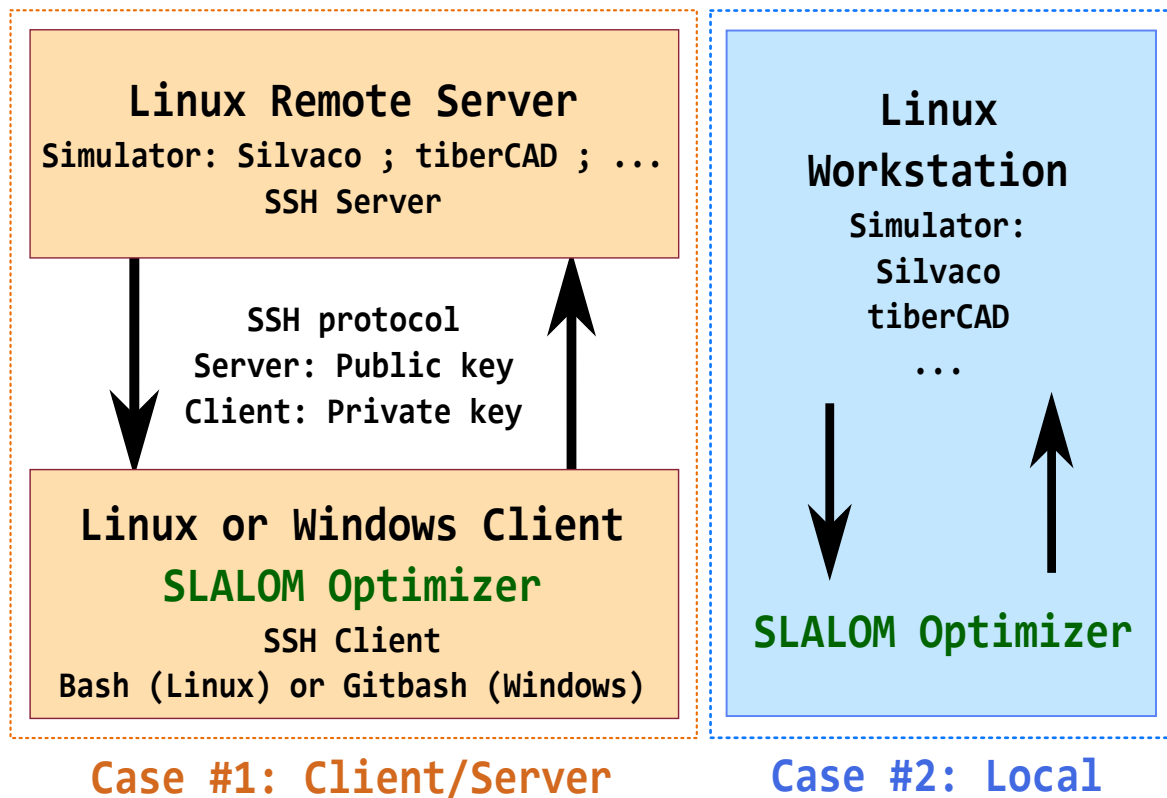 Linux Remote Server
Simulator: Silvaco ; tiberCAD ; ...
SSH Server
SSH protocol
Server: Public key
Client: Private key
Linux or Windows Client
SLALOM Optimizer
SSH Client
Bash (Linux) or Gitbash (Windows)
Case #1: Client/Server
Linux
Workstation
Simulator:
Silvaco
tiberCAD
...
SLALOM Optimizer
Case #2: Local